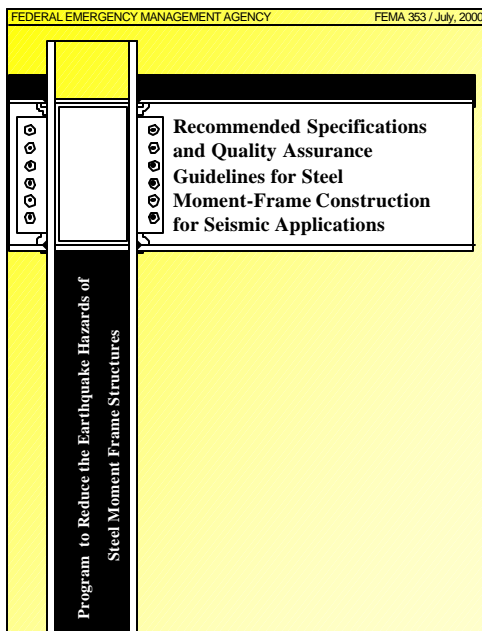 FEDERAL EMERGENCY MANAGEMENT AGENCY FEMA 353 / July, 2000
Recommended Specifications
and Quality Assurance
Guidelines for Steel
Moment-Frame Construction
for Seismic Applications
Program to Reduce the Earthquake Hazards of
Steel Moment Frame Structures